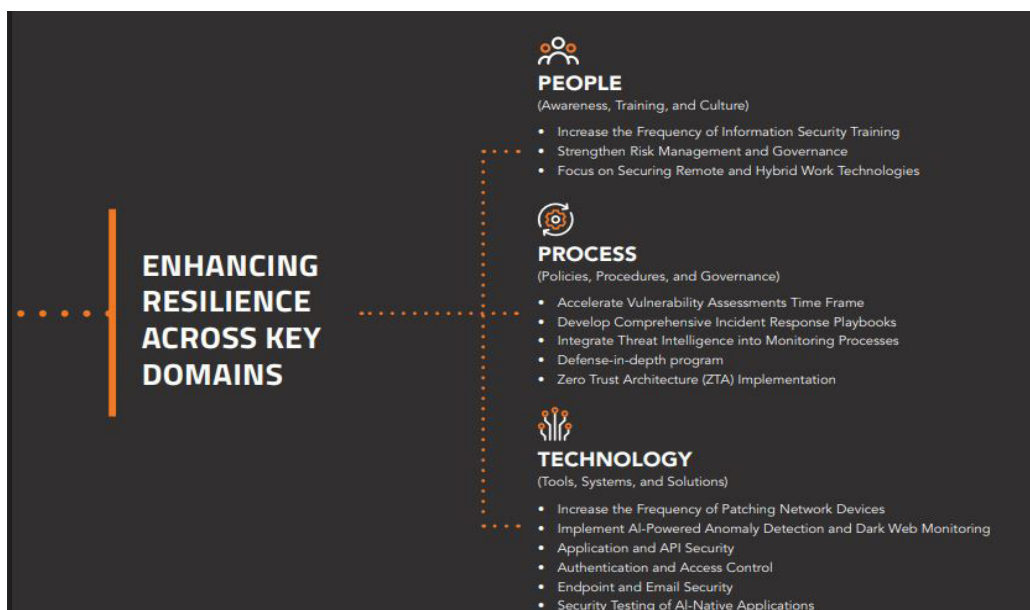 ENHANCING
RESILIENCE
ACROSS KEY
DOMAINS
PEOPLE
(Awareness, Training, and Culture)
• Increase the Frequency of Information Security Training
• Strengthen Risk Management and Governance
• Focus on Securing Remote and Hybrid Work Technologies
PROCESS
(Policies, Procedures, and Governance)
• Accelerate Vulnerability Assessments Time Frame
• Develop Comprehensive Incident Response Playbooks
• Integrate Threat Intelligence into Monitoring Processes
• Defense-in-depth program
• Zero Trust Architecture (ZTA) Implementation
TECHNOLOGY
(Tools, Systems, and Solutions)
• Increase the Frequency of Patching Network Devices
• Implement AI-Powered Anomaly Detection and Dark Web Monitoring
• Application and API Security
• Authentication and Access Control
• Endpoint and Email Security
• Security Testing of AI-Native Applications